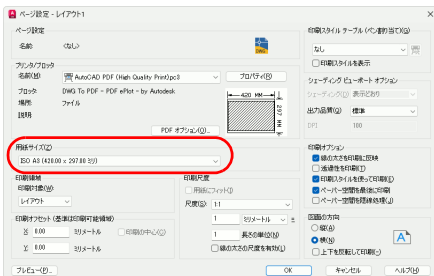 ページ設定 - レイアウト1
ページ設定
名前: <なし>
DWG
プリンタ/プロッタ
名前(M): AutoCAD PDF (High Quality Print).pc3
プロパティ(R)
プロッタ: DWG To PDF - PDF ePlot - by Autodesk
場所: ファイル
説明:
420 MM
297 MM
PDF オプション(O)...
用紙サイズ(Z)
ISO A3 (420.00 x 297.00 ミリ)
印刷領域
印刷対象(W):
レイアウト
印刷オフセット (基準は印刷可能領域)
X: 0.00 ミリメートル
印刷の中心(C)
Y: 0.00 ミリメートル
印刷尺度
用紙にフィット(I)
尺度(S): 1:1
1 ミリメートル =
1 長さの単位(N)
線の太さの尺度を有効(L)
印刷スタイル テーブル (ペン割り当て)(G)
なし
印刷スタイルを表示
シェーディング ビューポート オプション
シェーディング(D) 表示どおり
出力品質(Q) 標準
DPI 100
印刷オプション
線の太さを印刷に反映
透過性を印刷(T)
印刷スタイルを使って印刷(E)
ペーパー空間を最後に印刷
ペーパー空間を隠線処理(J)
図面の方向
縦(A)
横(N)
上下を反転して印刷(-)
A
プレビュー(P)...
OK
キャンセル
ヘルプ(H)